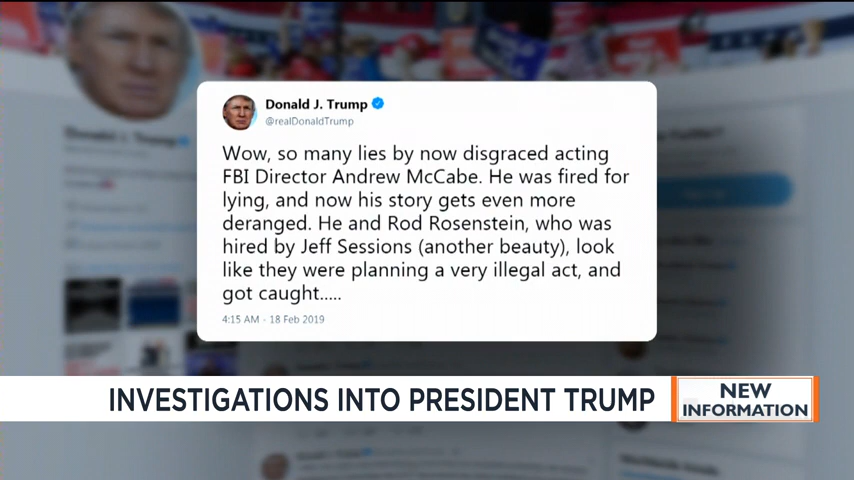 Donald J. Trump
@realDonaldTrump
Wow, so many lies by now disgraced acting
FBI Director Andrew McCabe. He was fired for
lying, and now his story gets even more
deranged. He and Rod Rosenstein, who was
hired by Jeff Sessions (another beauty), look
like they were planning a very illegal act, and
got caught.....
4:15 AM - 18 Feb 2019
INVESTIGATIONS INTO PRESIDENT TRUMP
NEW
INFORMATION